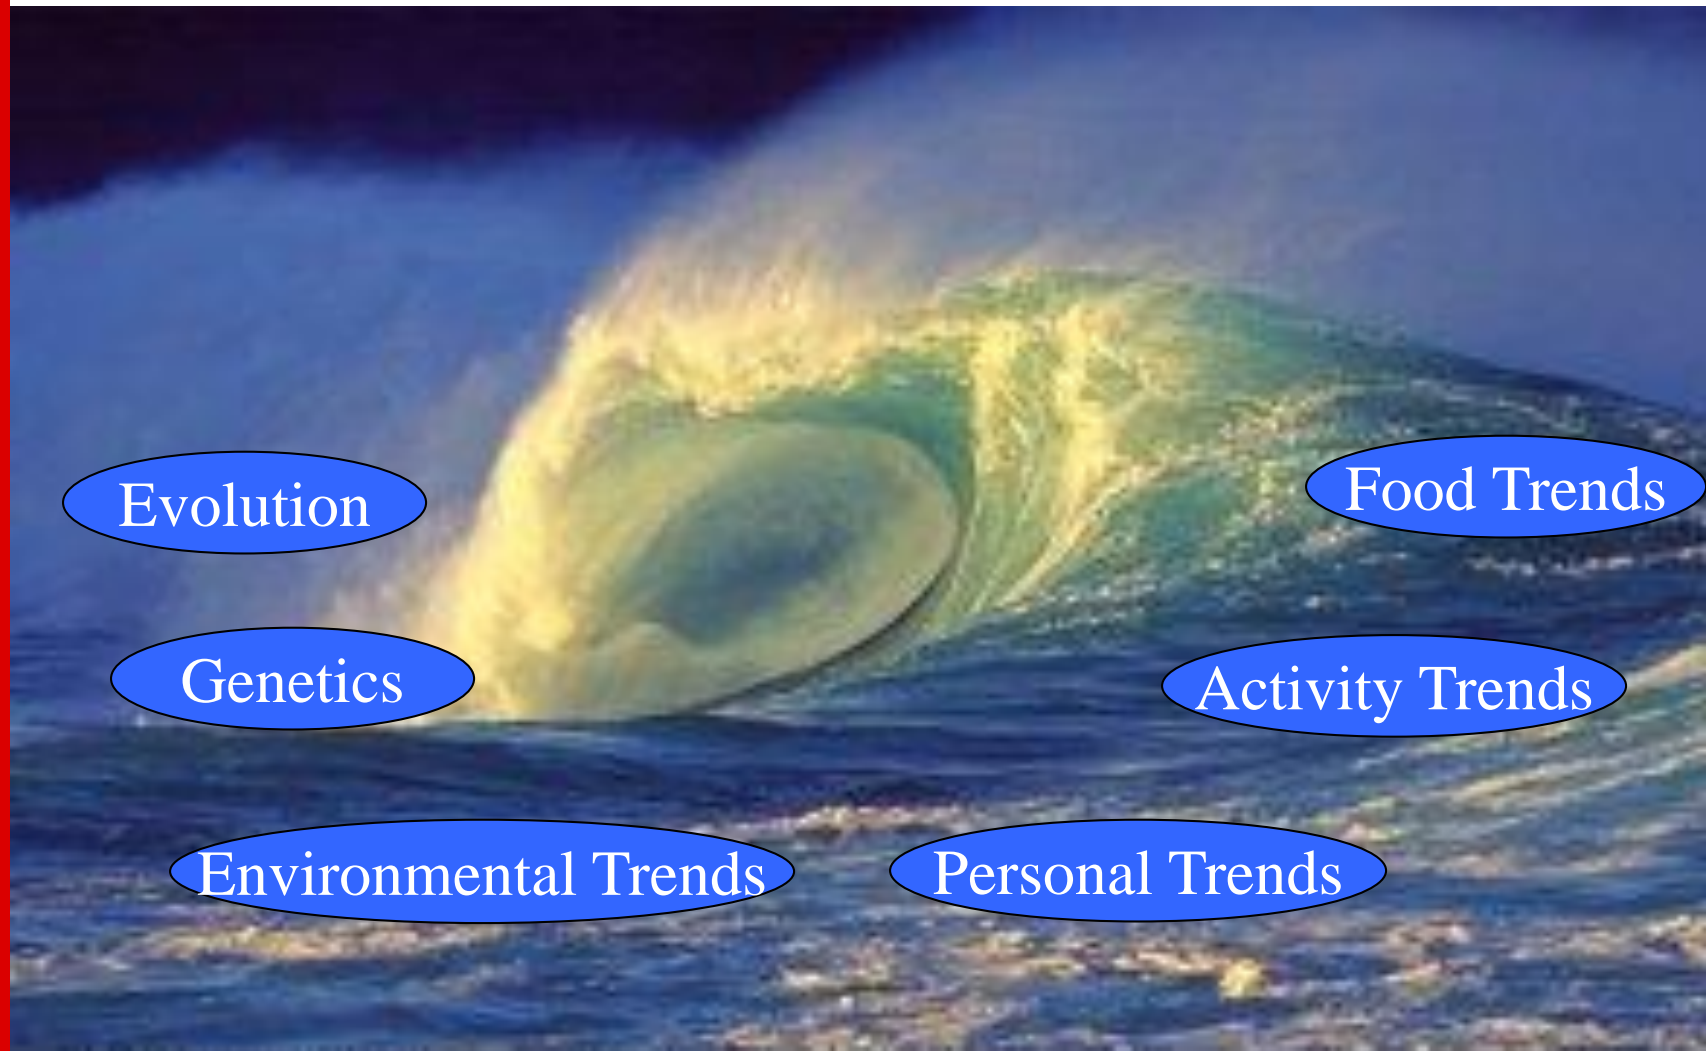 Evolution
Food Trends
Genetics
Activity Trends
Environmental Trends
Personal Trends